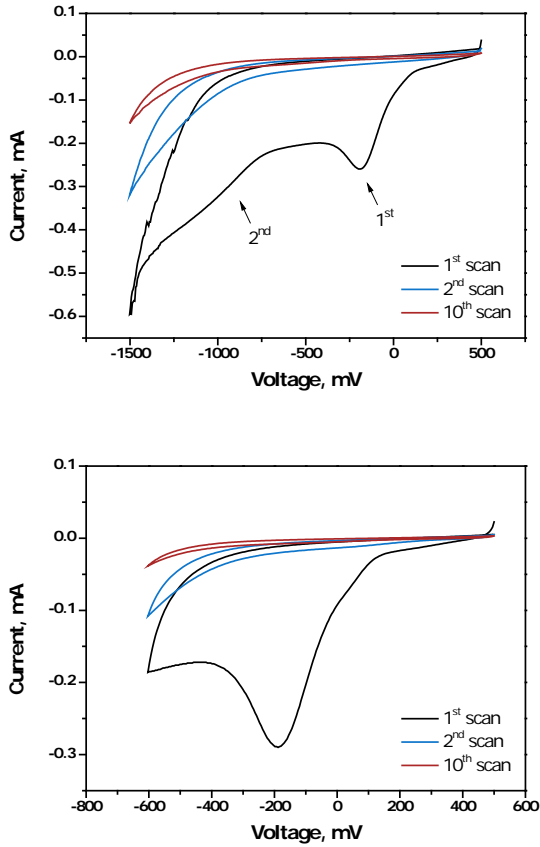 0.1
0.0
-0.1
-0.2
-0.3
-0.4
-0.5
-0.6
Current, mA
1st
2nd
1st scan
2nd scan
10th scan
-1500 -1000 -500 0 500
Voltage, mV
0.1
0.0
-0.1
-0.2
-0.3
Current, mA
1st scan
2nd scan
10th scan
-800 -600 -400 -200 0 200 400 600
Voltage, mV